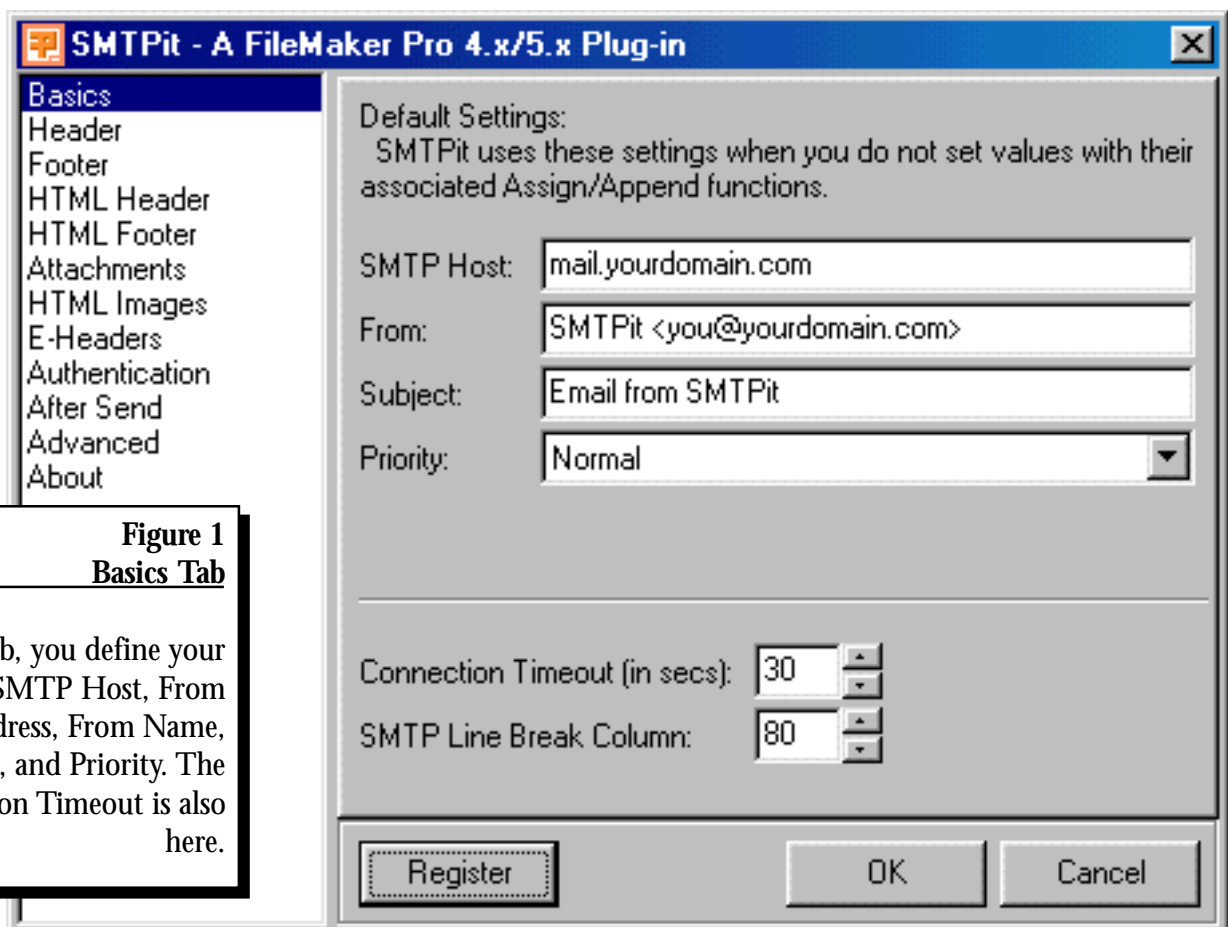 SMTPit - A FileMaker Pro 4.x/5.x Plug-in
Basics
Header
Footer
HTML Header
HTML Footer
Attachments
HTML Images
E-Headers
Authentication
After Send
Advanced
About
Default Settings:
SMTPit uses these settings when you do not set values with their
associated Assign/Append functions.
SMTP Host: mail.yourdomain.com
From: SMTPit <you@yourdomain.com>
Subject: Email from SMTPit
Priority: Normal
Connection Timeout (in secs): 30
SMTP Line Break Column: 80
Register OK Cancel
Figure 1
Basics Tab
b, you define your
SMTP Host, From
dress, From Name,
, and Priority. The
on Timeout is also
here.